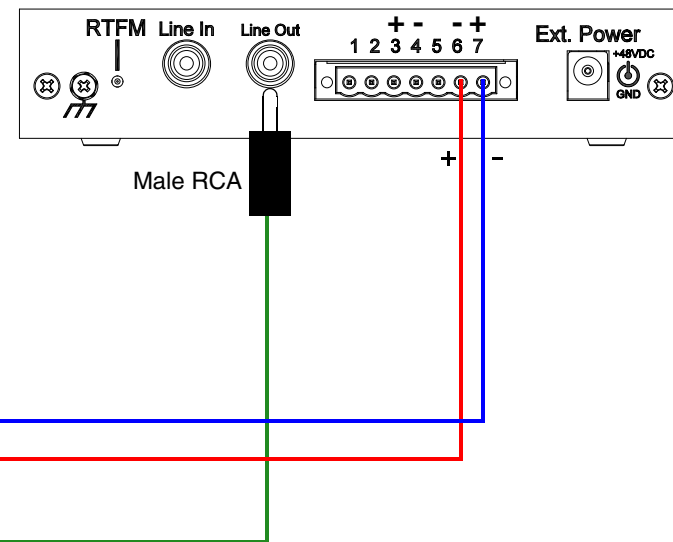 RTFM Line In Line Out + - - + Ext. Power
1 2 3 4 5 6 7 +48VDC
GND
+ -
Male RCA